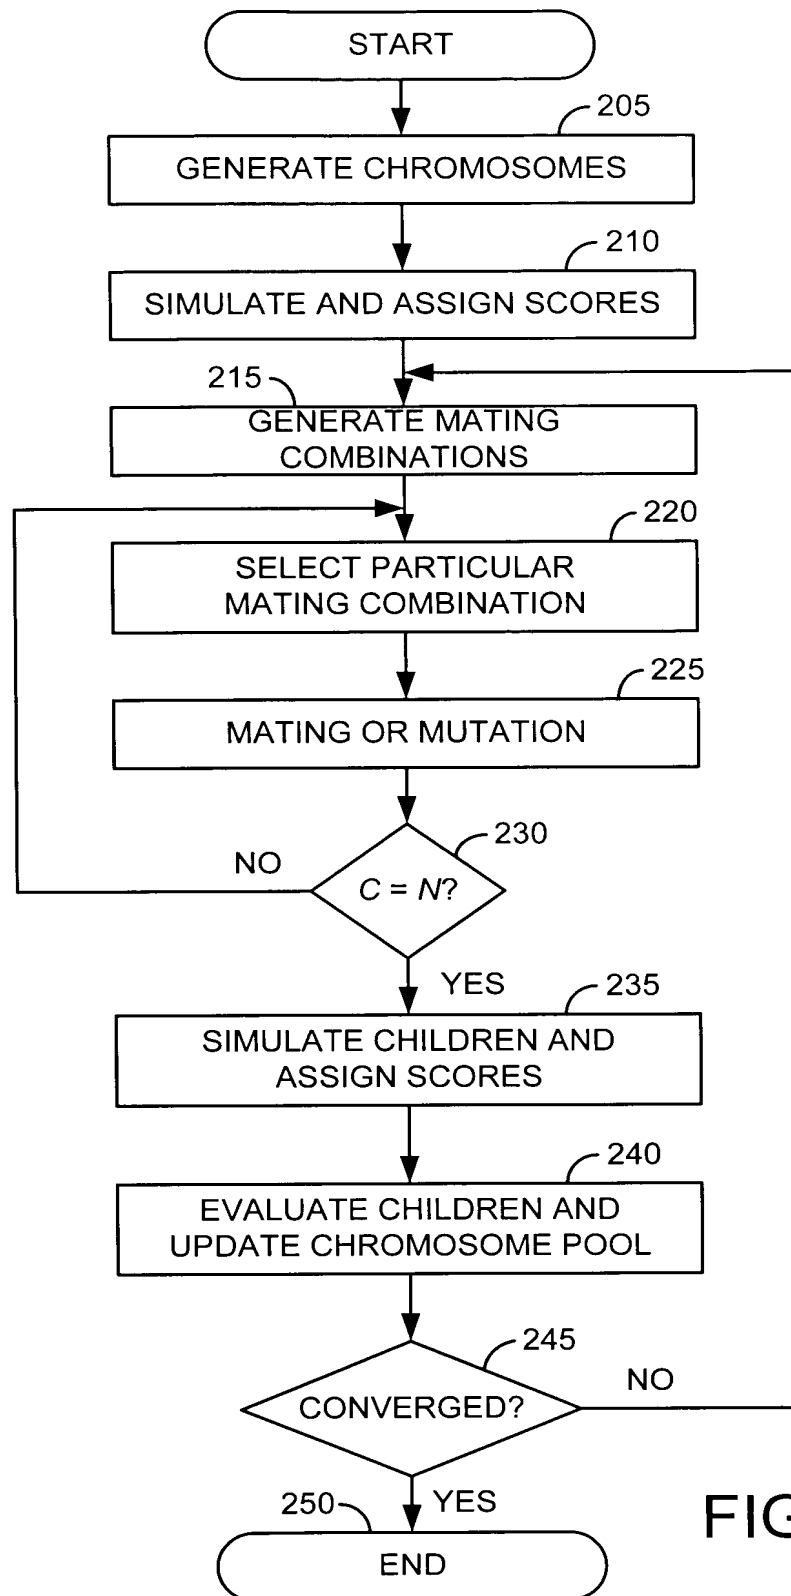 START
205
GENERATE CHROMOSOMES
210
SIMULATE AND ASSIGN SCORES
215
GENERATE MATING
COMBINATIONS
220
SELECT PARTICULAR
MATING COMBINATION
225
MATING OR MUTATION
230
NO
C = N?
YES
235
SIMULATE CHILDREN AND
ASSIGN SCORES
240
EVALUATE CHILDREN AND
UPDATE CHROMOSOME POOL
245
NO
CONVERGED?
YES
250
FIG
END